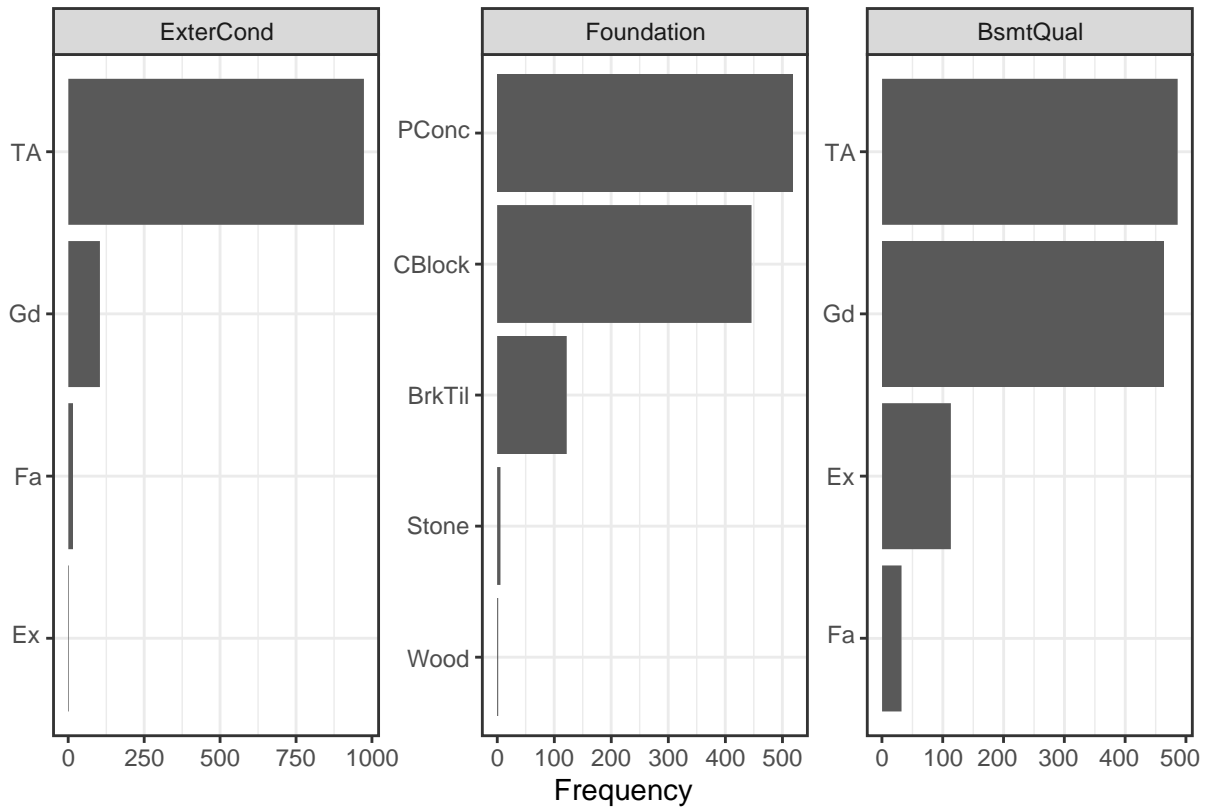 ExterCond
Foundation
BsmtQual
TA
Gd
Fa
Ex
PConc
CBlock
BrkTil
Stone
Wood
TA
Gd
Ex
Fa
0 250 500 750 1000
0 100 200 300 400 500
0 100 200 300 400 500
Frequency